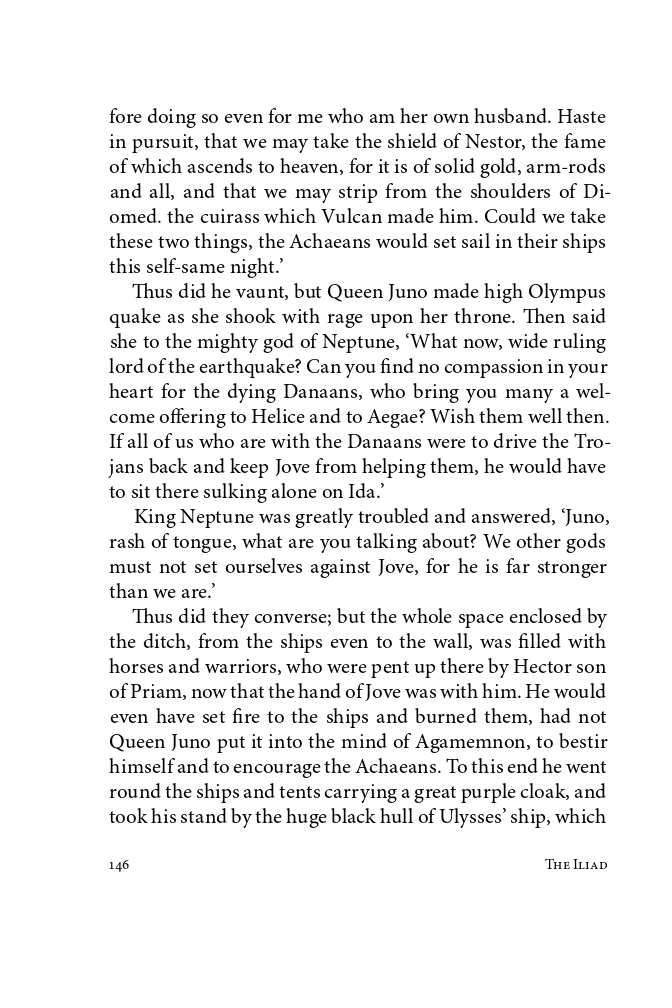 fore doing so even for me who am her own husband. Haste
in pursuit, that we may take the shield of Nestor, the fame
of which ascends to heaven, for it is of solid gold, arm-rods
and all, and that we may strip from the shoulders of Di-
omed. the cuirass which Vulcan made him. Could we take
these two things, the Achaeans would set sail in their ships
this self-same night.’
Thus did he vaunt, but Queen Juno made high Olympus
quake as she shook with rage upon her throne. Then said
she to the mighty god of Neptune, ‘What now, wide ruling
lord of the earthquake? Can you find no compassion in your
heart for the dying Danaans, who bring you many a wel-
come offering to Helice and to Aegae? Wish them well then.
If all of us who are with the Danaans were to drive the Tro-
jans back and keep Jove from helping them, he would have
to sit there sulking alone on Ida.’
King Neptune was greatly troubled and answered, ‘Juno,
rash of tongue, what are you talking about? We other gods
must not set ourselves against Jove, for he is far stronger
than we are.’
Thus did they converse; but the whole space enclosed by
the ditch, from the ships even to the wall, was filled with
horses and warriors, who were pent up there by Hector son
of Priam, now that the hand of Jove was with him. He would
even have set fire to the ships and burned them, had not
Queen Juno put it into the mind of Agamemnon, to bestir
himself and to encourage the Achaeans. To this end he went
round the ships and tents carrying a great purple cloak, and
took his stand by the huge black hull of Ulysses’ ship, which
146 The Iliad